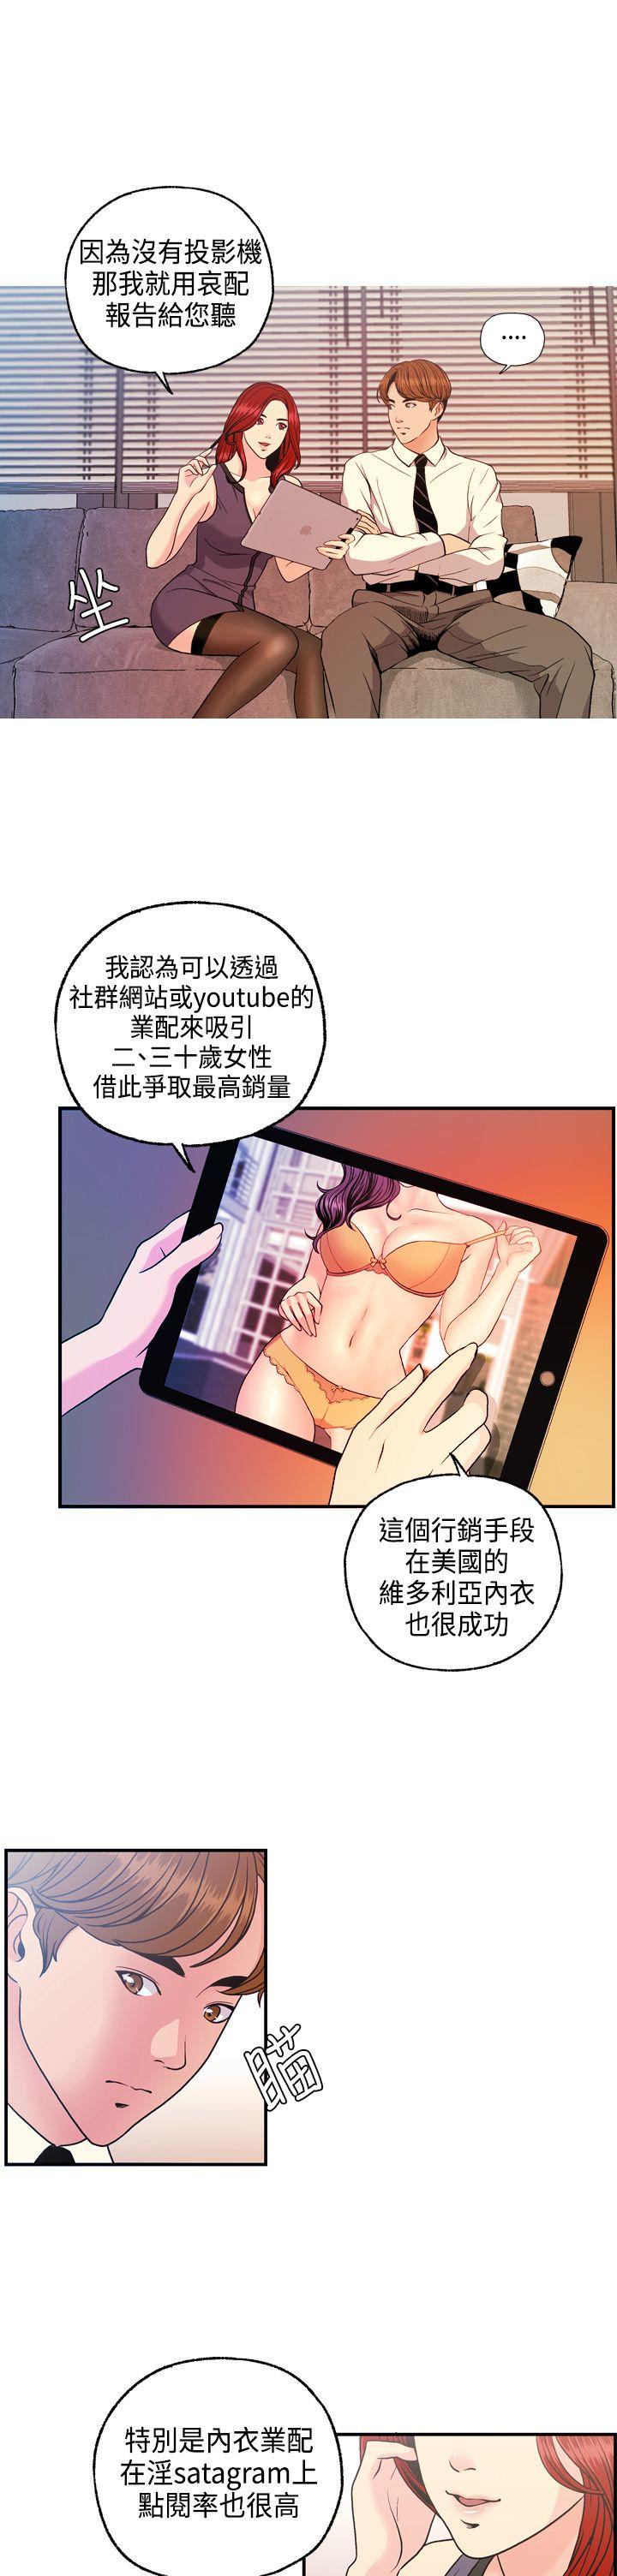 因為沒有投影機
那我就用哀配
報告給您聽
....
坐
我認為可以透過
社群網站或youtube的
業配來吸引
二、三十歲女性
借此爭取最高銷量
這個行銷手段
在美國的
維多利亞內衣
也很成功
瞄
特別是內衣業配
在淫satagram上
點閱率也很高